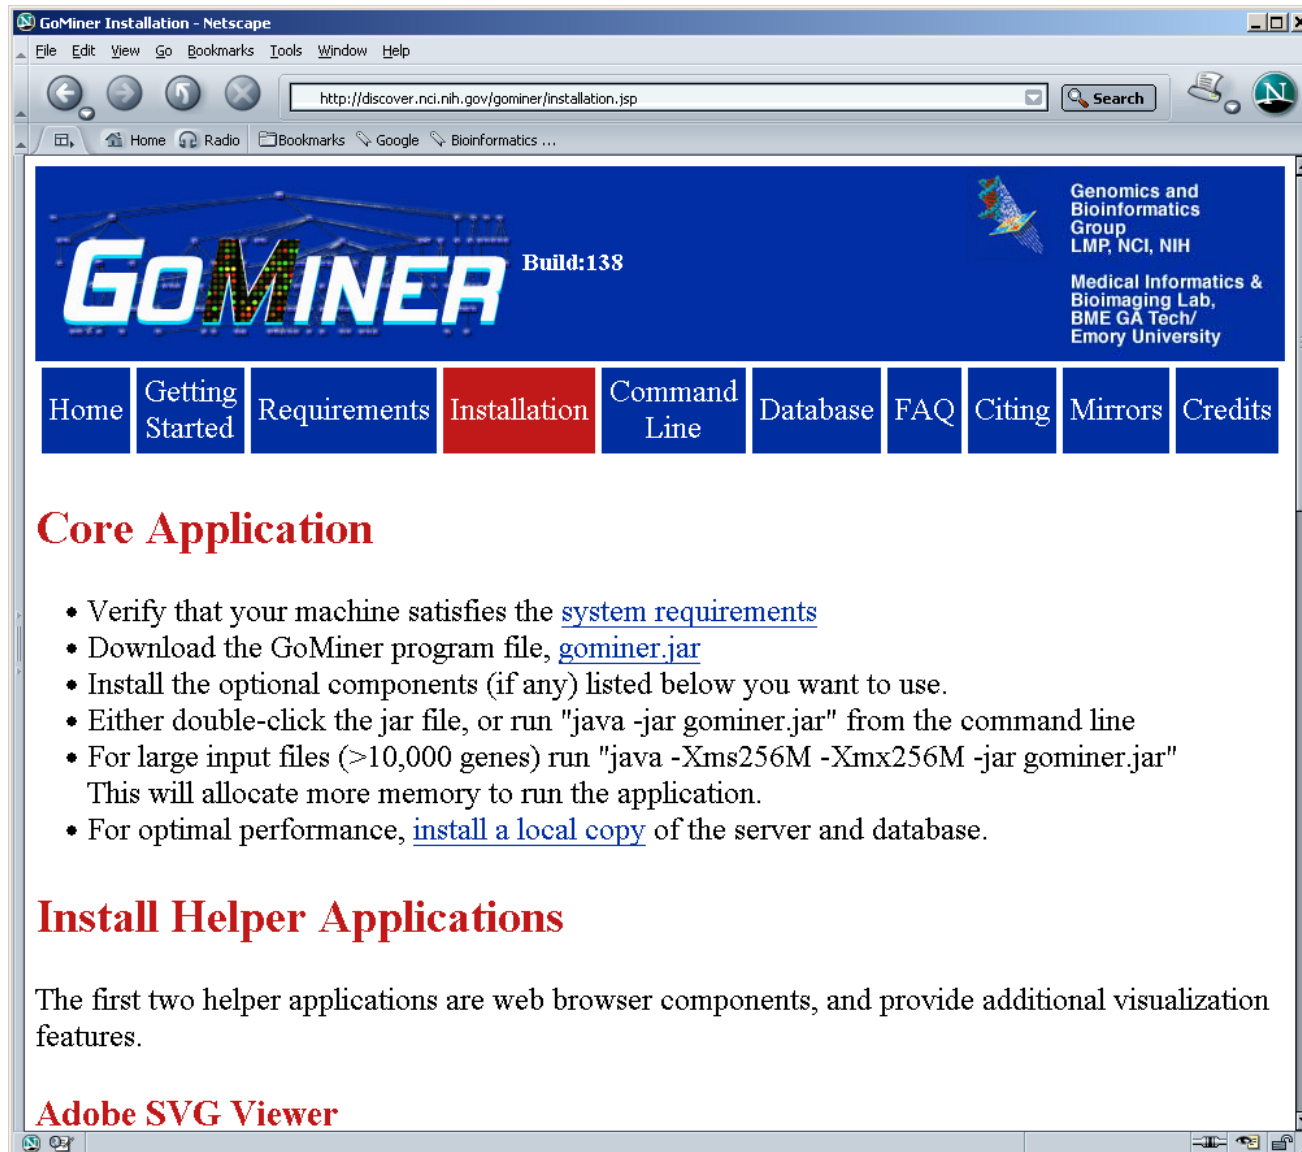 GoMiner Installation - Netscape
File Edit View Go Bookmarks Tools Window Help
http://discover.nci.nih.gov/gominer/installation.jsp
Search
N
Home Radio Bookmarks Google Bioinformatics ...
GOMINER
Build:138
Genomics and
Bioinformatics
Group
LMP, NCI, NIH
Medical Informatics &
Bioimaging Lab,
BME GA Tech/
Emory University
Home
Getting
Started
Requirements
Installation
Command
Line
Database
FAQ
Citing
Mirrors
Credits
Core Application
• Verify that your machine satisfies the system requirements
• Download the GoMiner program file, gominer.jar
• Install the optional components (if any) listed below you want to use.
• Either double-click the jar file, or run "java -jar gominer.jar" from the command line
• For large input files (>10,000 genes) run "java -Xms256M -Xmx256M -jar gominer.jar"
This will allocate more memory to run the application.
• For optimal performance, install a local copy of the server and database.
Install Helper Applications
The first two helper applications are web browser components, and provide additional visualization
features.
Adobe SVG Viewer